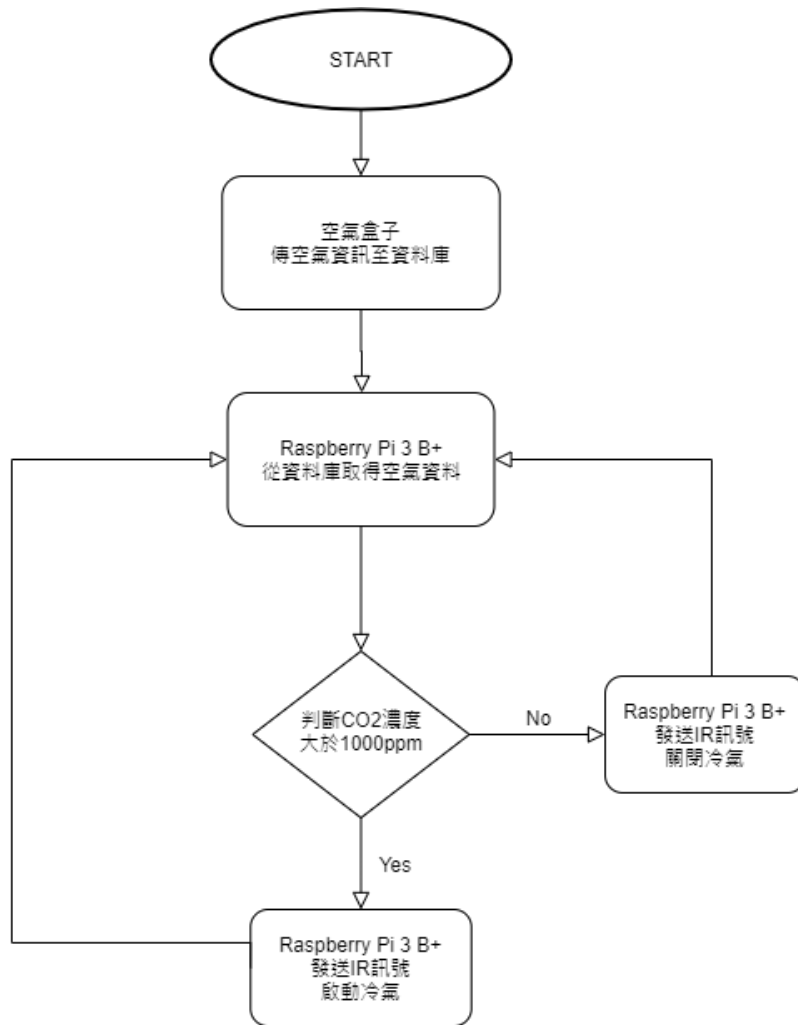 START
空氣盒子
傳空氣資訊至資料庫
Raspberry Pi 3 B+
從資料庫取得空氣資料
判斷CO2濃度
大於1000ppm
No
Raspberry Pi 3 B+
發送IR訊號
關閉冷氣
Yes
Raspberry Pi 3 B+
發送IR訊號
啟動冷氣